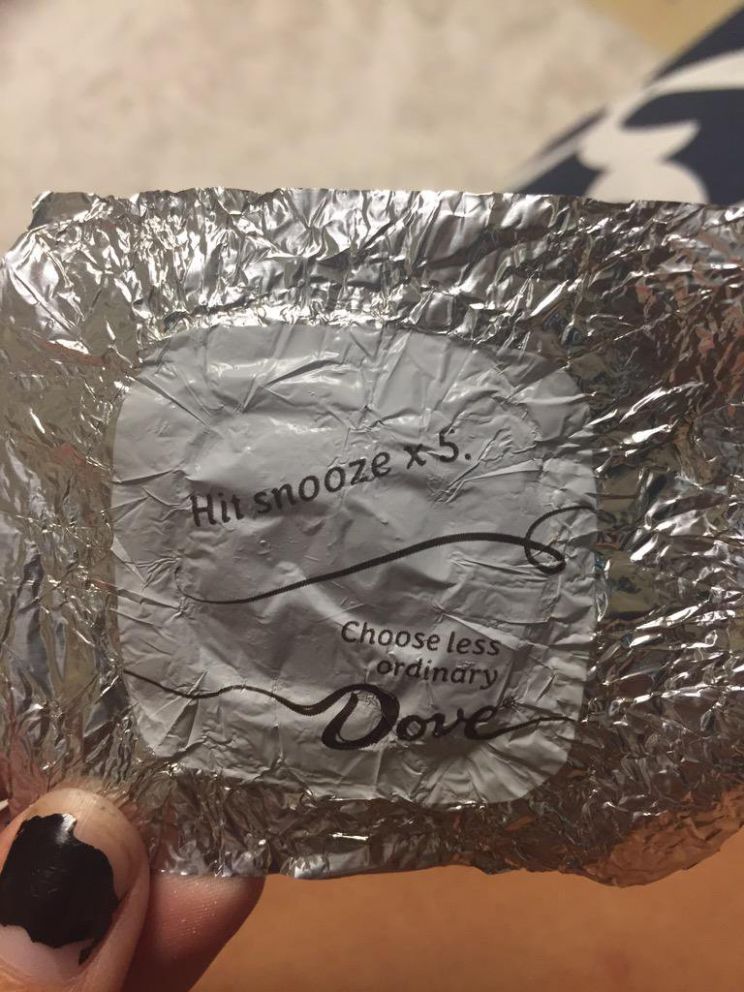 Hit snooze x 5.
Choose less
ordinary
Dove